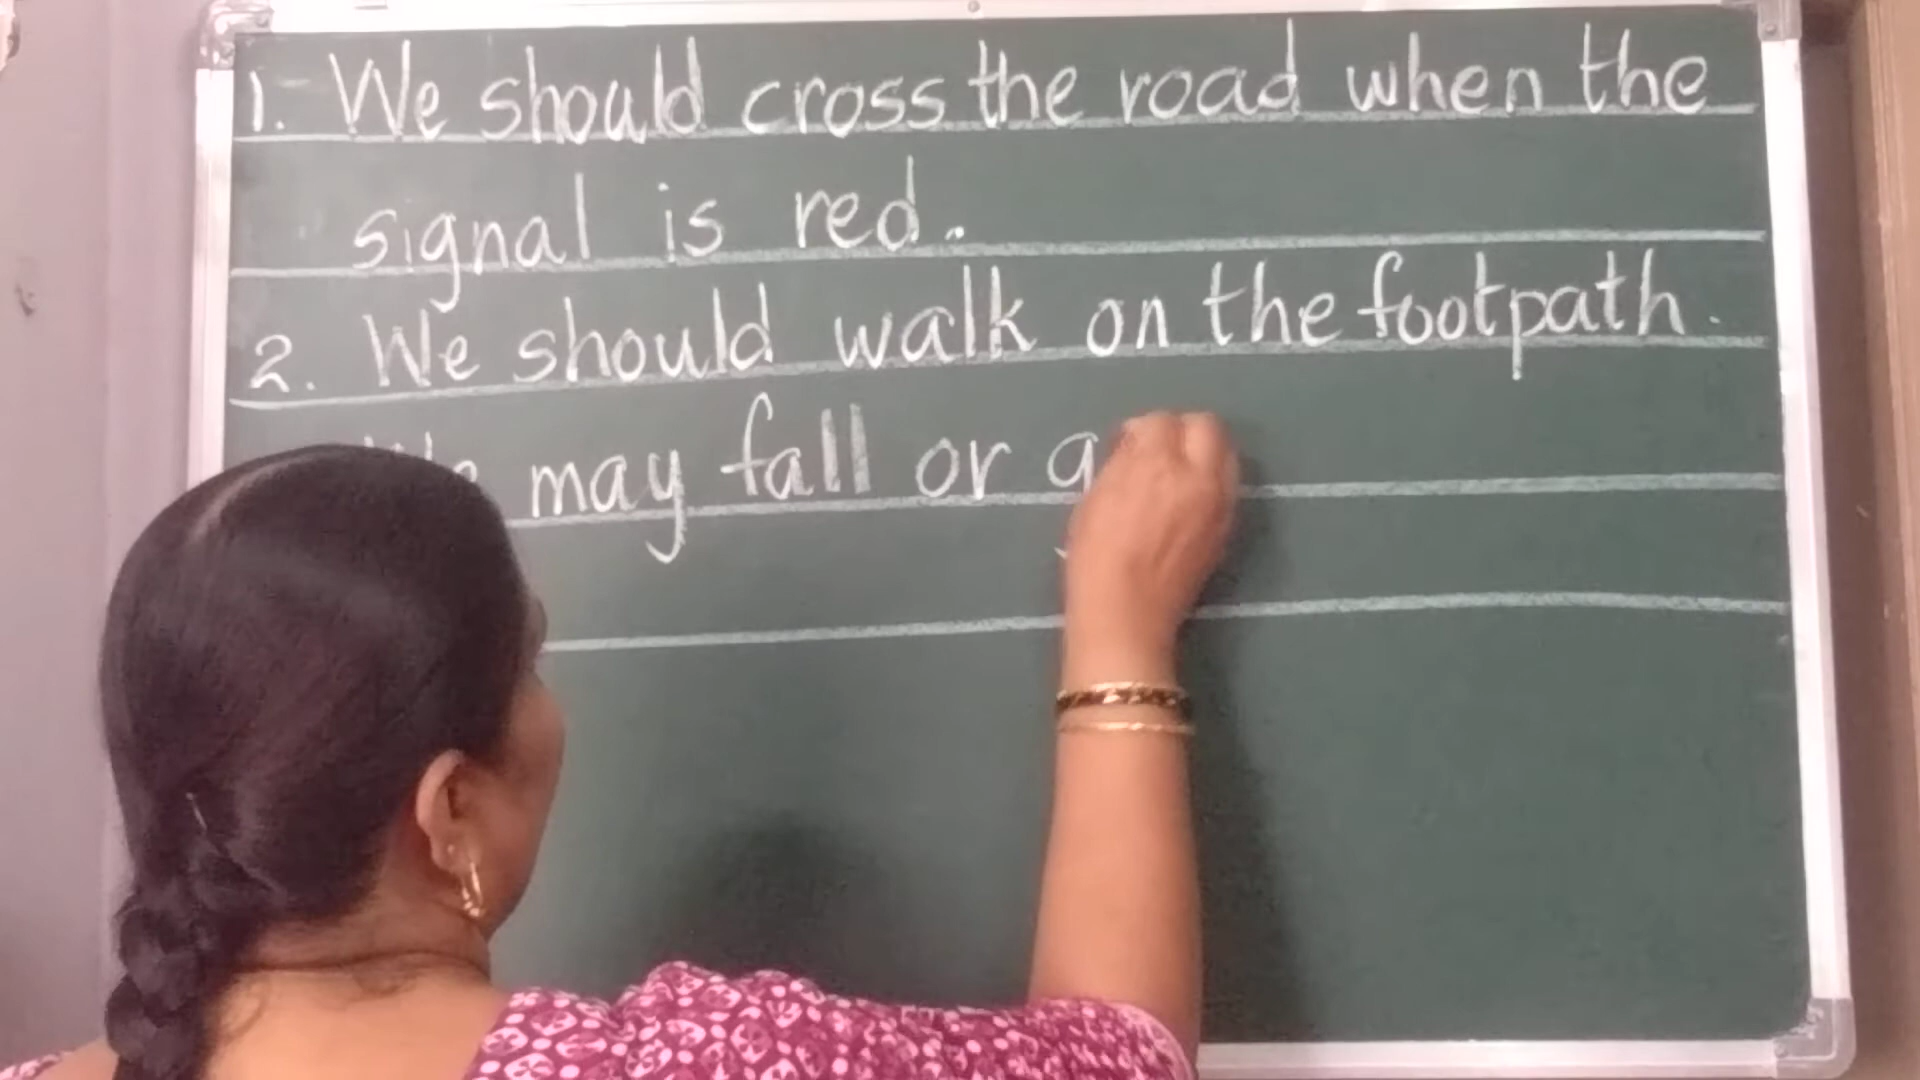 1. We should cross the road when the
signal is red.
2. We should walk on the footpath.
We may fall or g